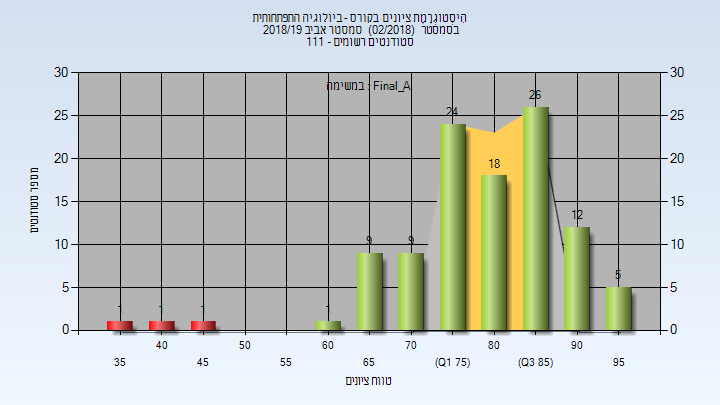 היסטוגרמת ציונים בקורס - ביולוגיה התפתחותית
בסמסטר (02/2018) סמסטר אביב 2018/19
סטודנטים רשומים - 111
במשימה : Final_A
מספר סטודנטים
30 30
25 25
20 20
15 15
10 10
5 5
0 0
1 1 1 1 9 9 24 18 26 12 5
40 50 60 70 80 90
35 45 55 65 (Q1 75) (Q3 85) 95
טווח ציונים